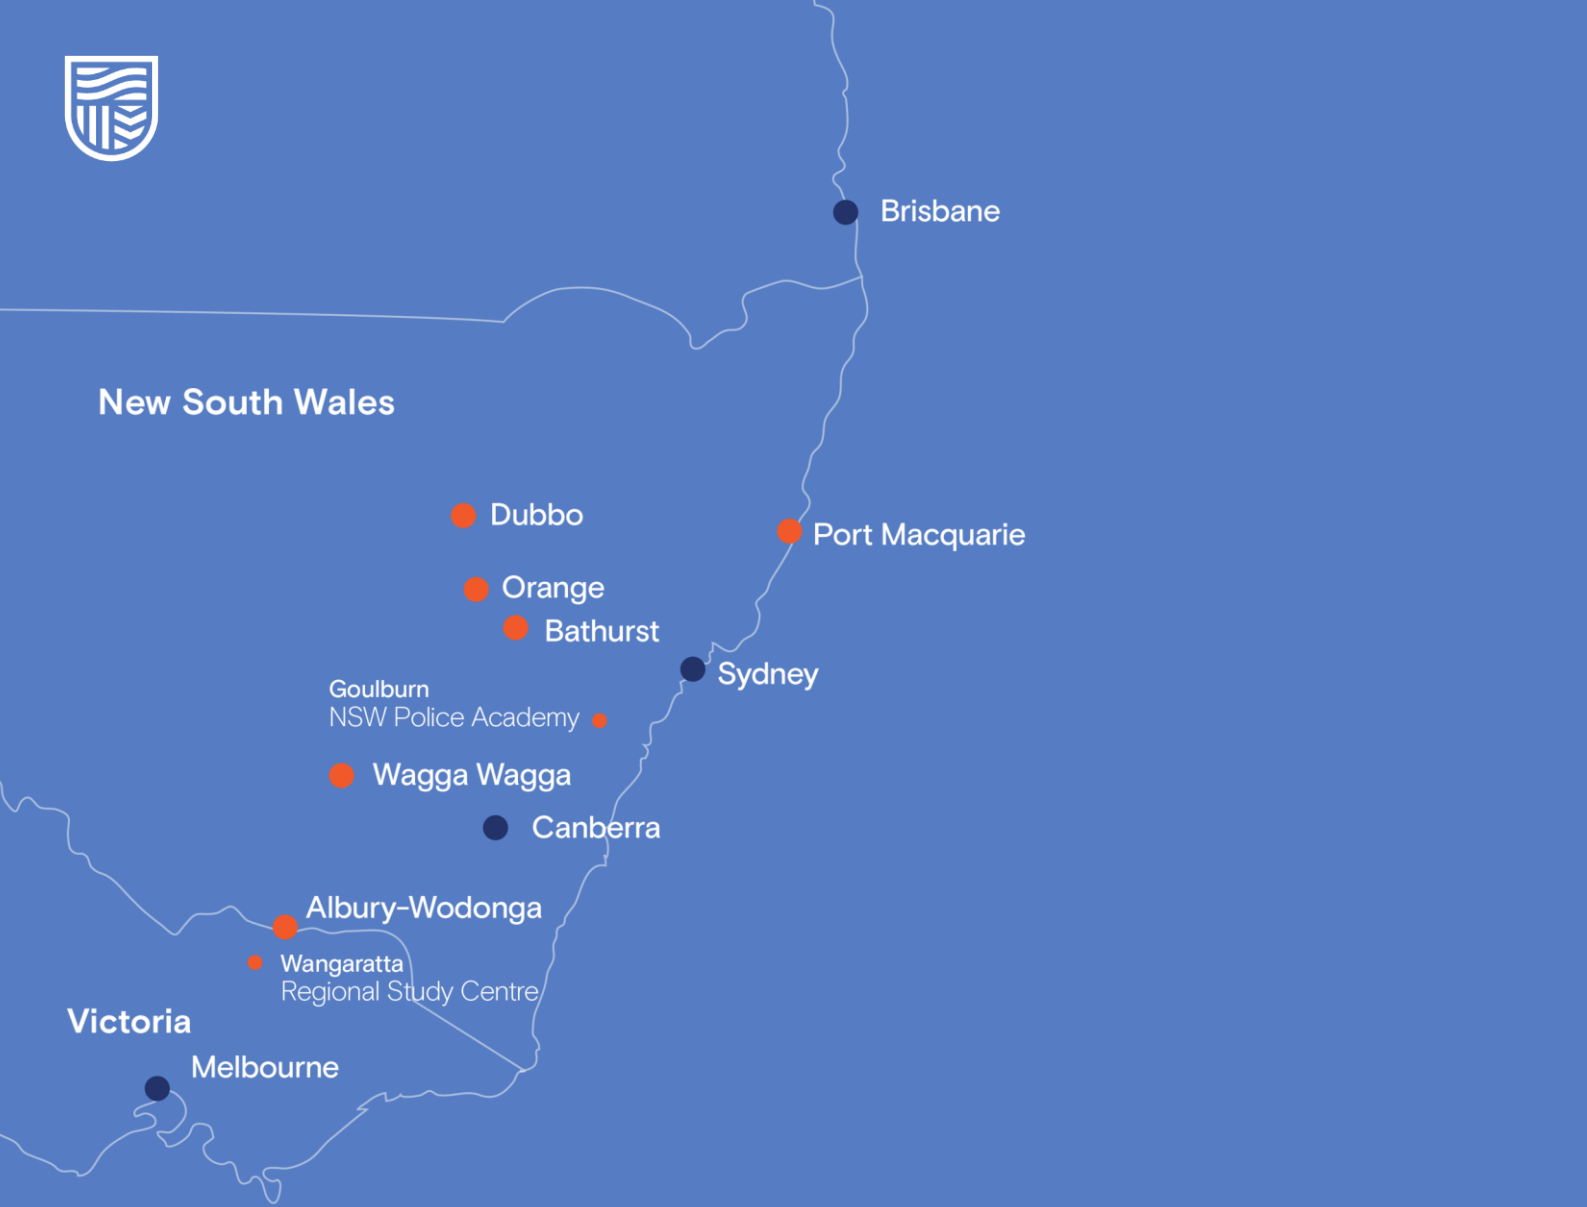 Brisbane
New South Wales
Dubbo
Port Macquarie
Orange
Bathurst
Sydney
Goulburn
NSW Police Academy
Wagga Wagga
Canberra
Albury-Wodonga
Wangaratta
Regional Study Centre
Victoria
Melbourne